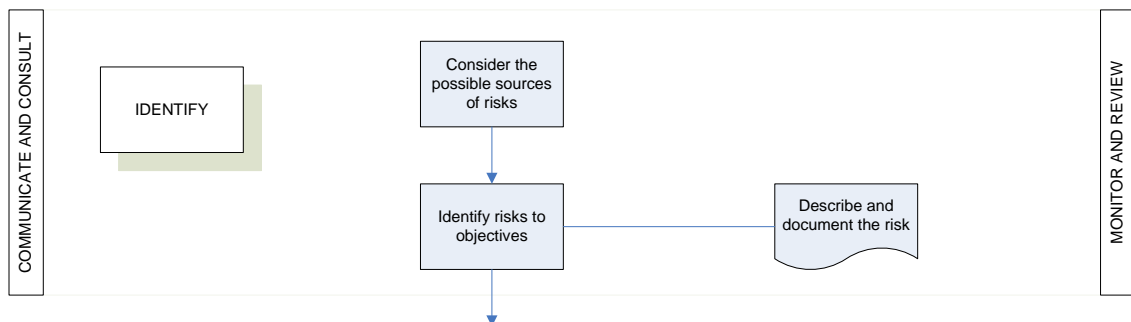 COMMUNICATE AND CONSULT
IDENTIFY
Consider the
possible sources
of risks
Identify risks to
objectives
Describe and
document the risk
MONITOR AND REVIEW